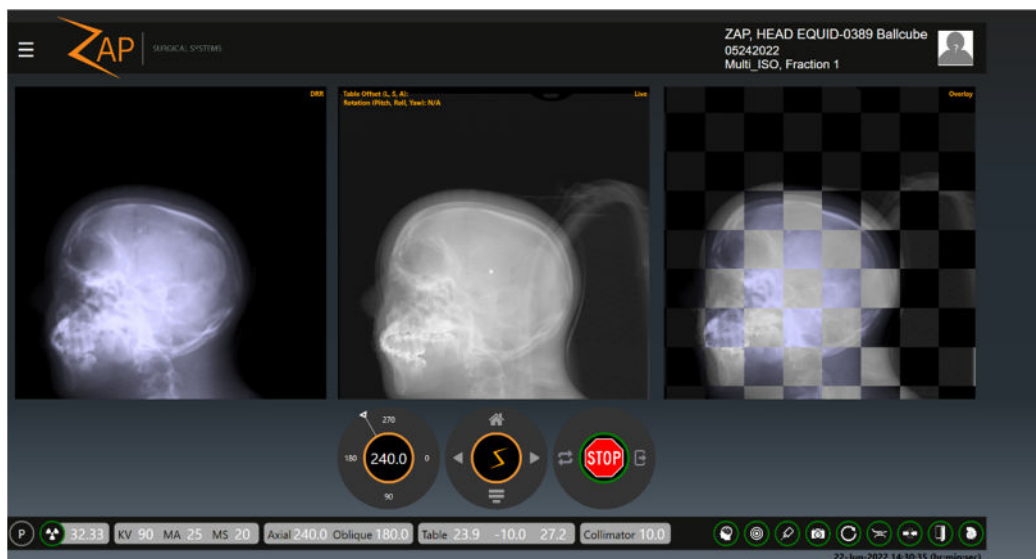 ZAP
SURGICAL SYSTEMS
ZAP, HEAD EQUID-0389 Ballcube
05242022
Multi_ISO, Fraction 1
?
DRR
Table Offset (L, S, A):
Rotation (Pitch, Roll, Yaw): N/A
Live
Overlay
270
180
240.0
0
90
STOP
P
32.33
KV 90 MA 25 MS 20
Axial 240.0 Oblique 180.0
Table 23.9 -10.0 27.2
Collimator 10.0
22-Jun-2022 14:30:35 (hr:min:sec)